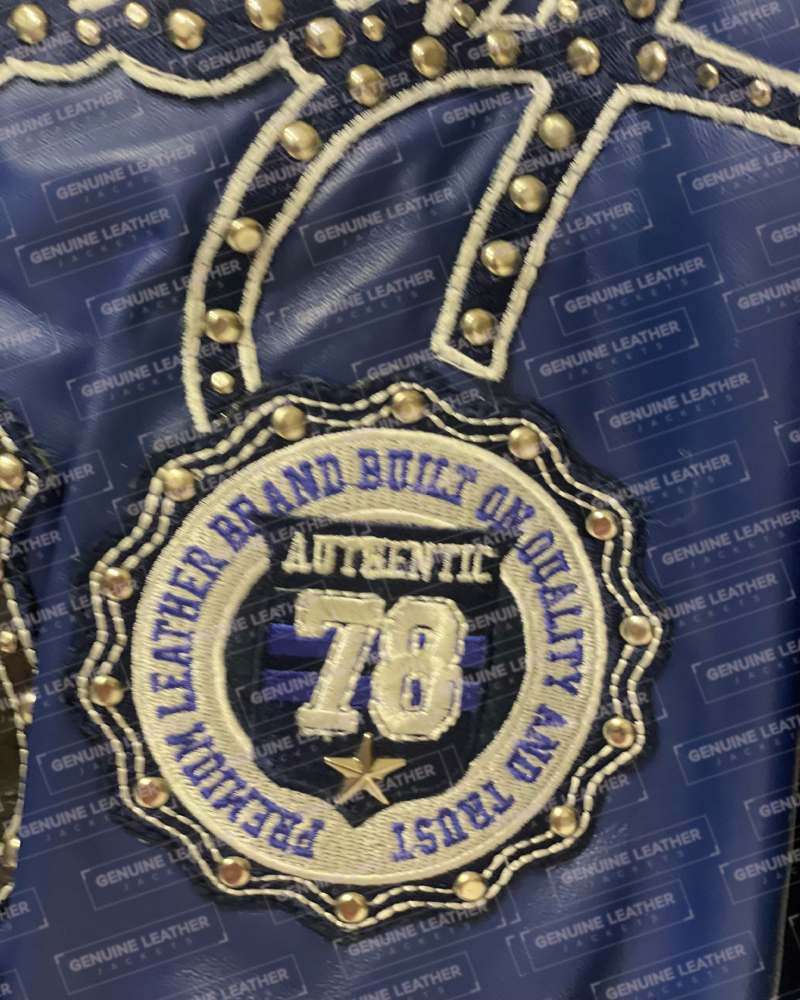 PREMIUM LEATHER BRAND BUILT ON QUALITY AND TRUST
AUTHENTIC
78
GENUINE LEATHER
JACKETS